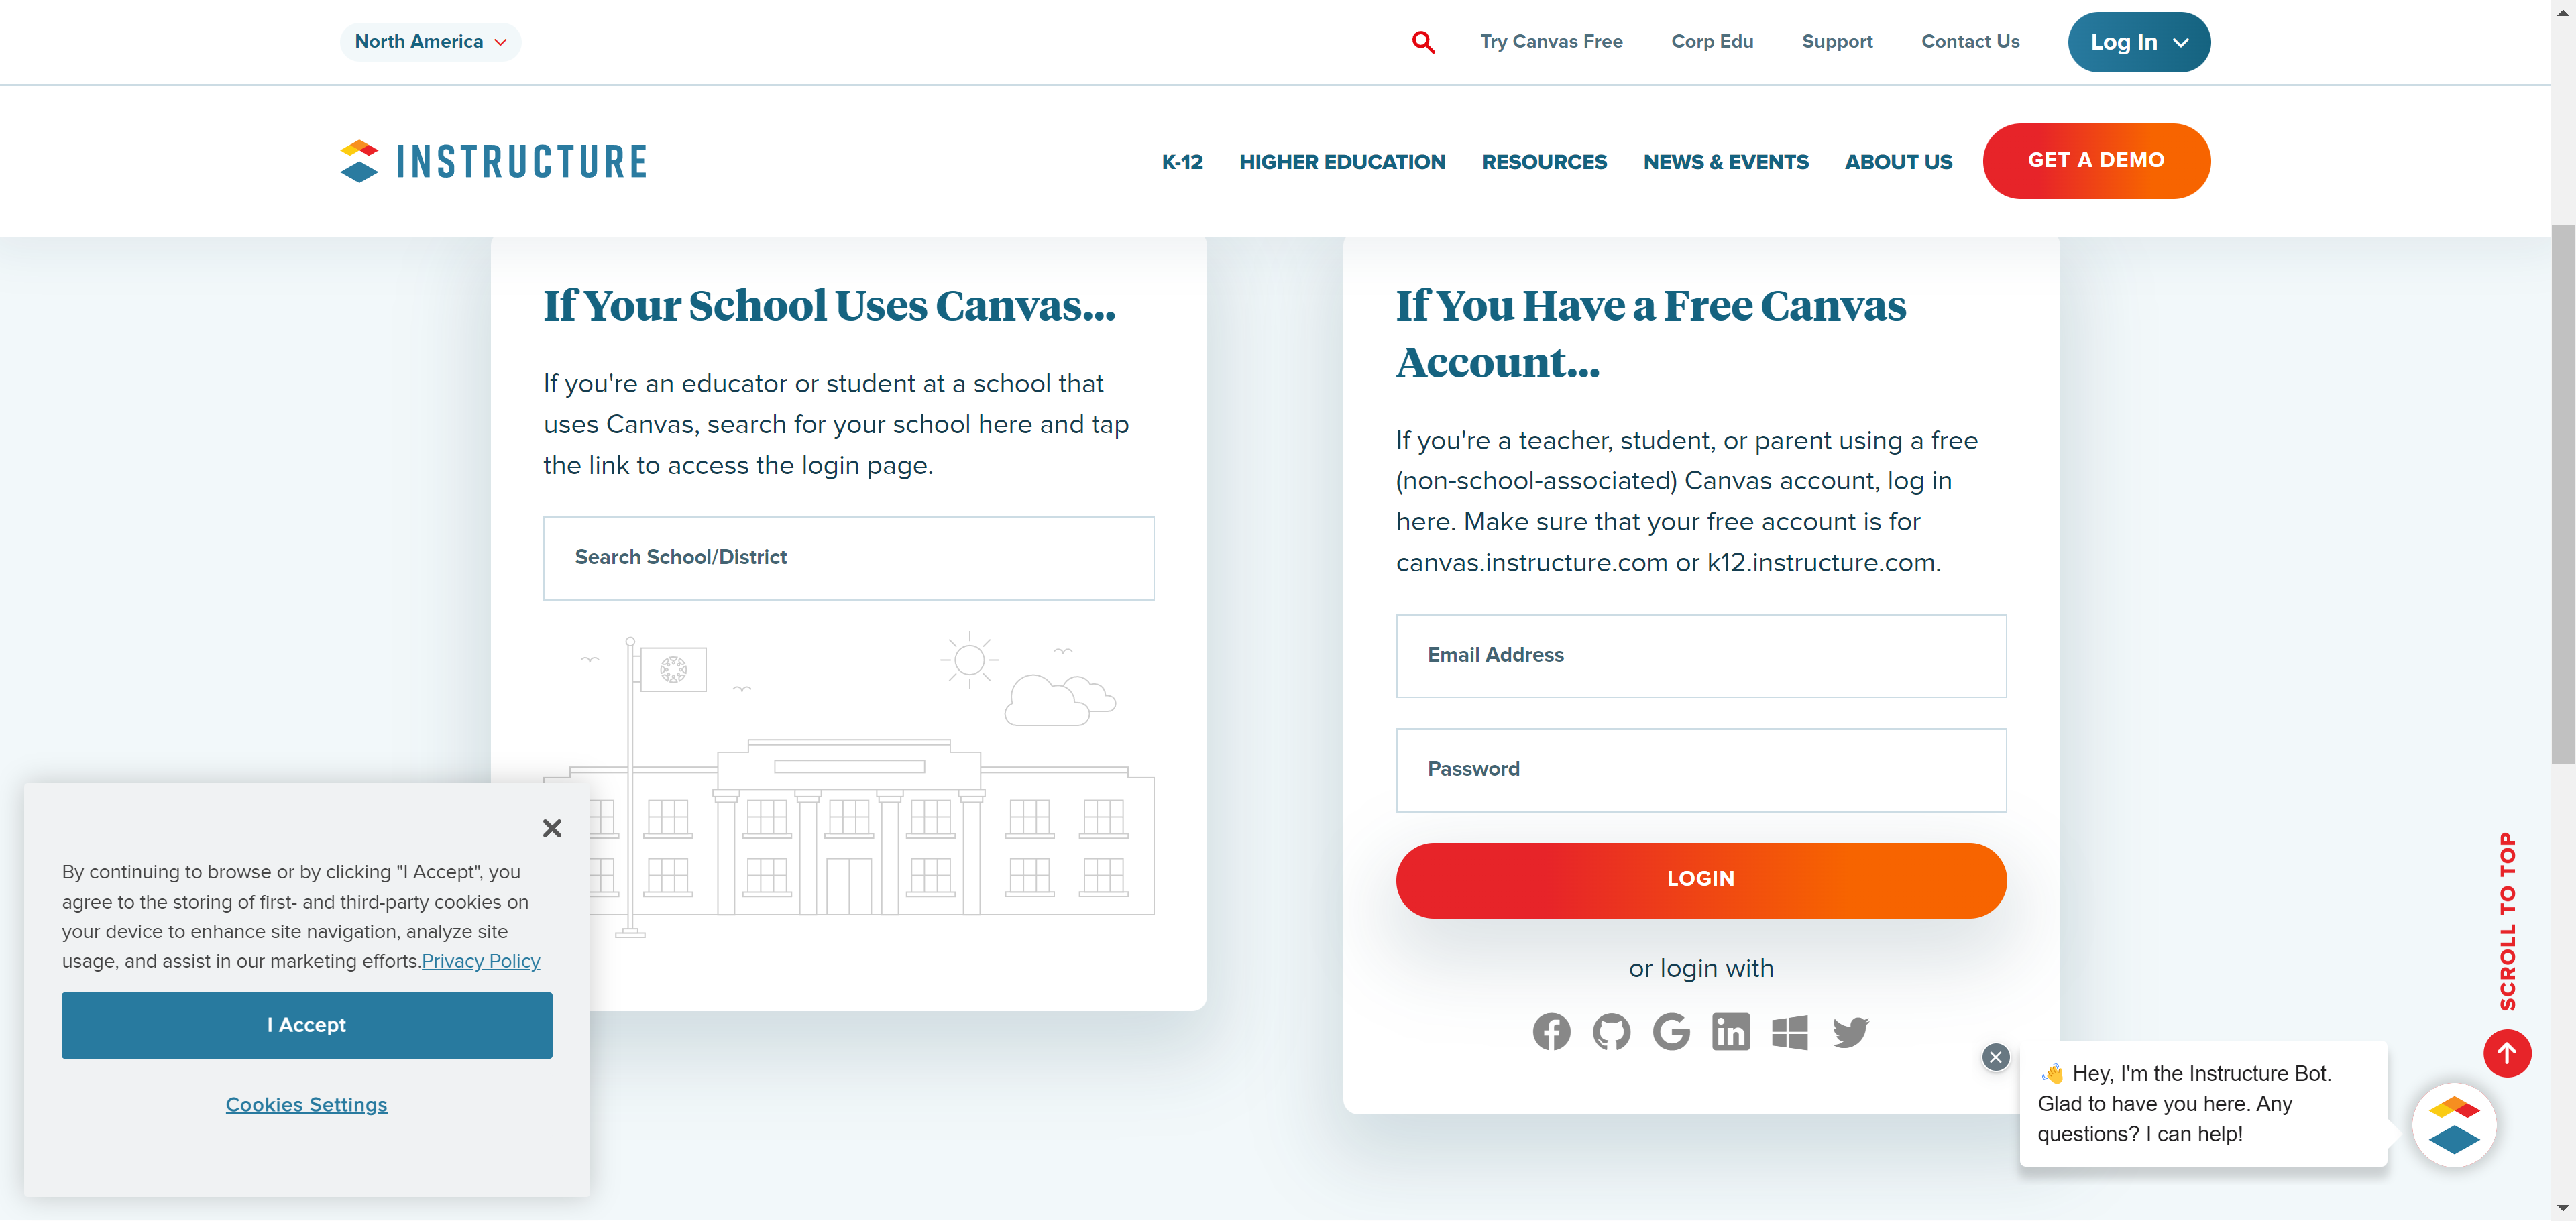 North America
Try Canvas Free
Corp Edu
Support
Contact Us
Log In
INSTRUCTURE
K-12
HIGHER EDUCATION
RESOURCES
NEWS & EVENTS
ABOUT US
GET A DEMO
If Your School Uses Canvas...
If you're an educator or student at a school that
uses Canvas, search for your school here and tap
the link to access the login page.
Search School/District
If You Have a Free Canvas
Account...
If you're a teacher, student, or parent using a free
(non-school-associated) Canvas account, log in
here. Make sure that your free account is for
canvas.instructure.com or k12.instructure.com.
Email Address
Password
LOGIN
or login with
By continuing to browse or by clicking "I Accept", you
agree to the storing of first- and third-party cookies on
your device to enhance site navigation, analyze site
usage, and assist in our marketing efforts.Privacy Policy
I Accept
Cookies Settings
SCROLL TO TOP
👋 Hey, I'm the Instructure Bot.
Glad to have you here. Any
questions? I can help!